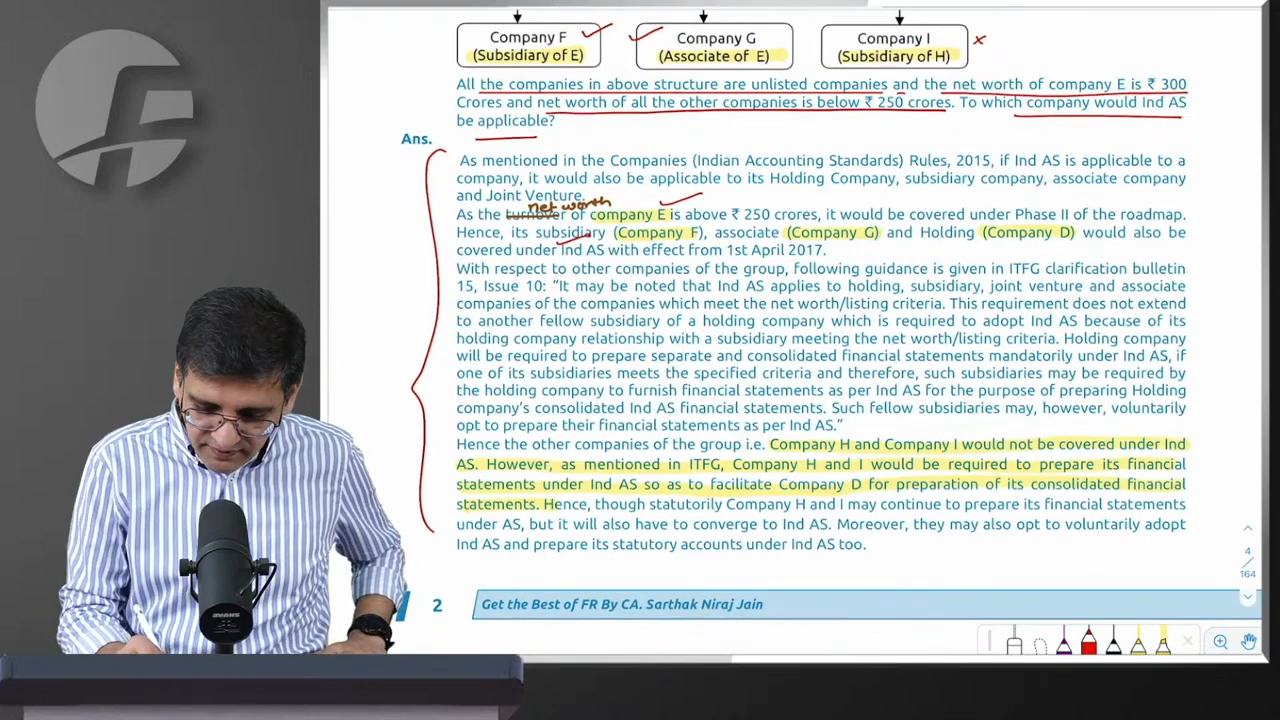 Company F
(Subsidiary of E)
Company G
(Associate of E)
Company I
(Subsidiary of H)
All the companies in above structure are unlisted companies and the net worth of company E is ₹ 300
Crores and net worth of all the other companies is below ₹ 250 crores. To which company would Ind AS
be applicable?
Ans.
As mentioned in the Companies (Indian Accounting Standards) Rules, 2015, if Ind AS is applicable to a
company, it would also be applicable to its Holding Company, subsidiary company, associate company
and Joint Venture.
net worth
As the turnover of company E is above ₹ 250 crores, it would be covered under Phase II of the roadmap.
Hence, its subsidiary (Company F), associate (Company G) and Holding (Company D) would also be
covered under Ind AS with effect from 1st April 2017.
With respect to other companies of the group, following guidance is given in ITFG clarification bulletin
15, Issue 10: “It may be noted that Ind AS applies to holding, subsidiary, joint venture and associate
companies of the companies which meet the net worth/listing criteria. This requirement does not extend
to another fellow subsidiary of a holding company which is required to adopt Ind AS because of its
holding company relationship with a subsidiary meeting the net worth/listing criteria. Holding company
will be required to prepare separate and consolidated financial statements mandatorily under Ind AS, if
one of its subsidiaries meets the specified criteria and therefore, such subsidiaries may be required by
the holding company to furnish financial statements as per Ind AS for the purpose of preparing Holding
company’s consolidated Ind AS financial statements. Such fellow subsidiaries may, however, voluntarily
opt to prepare their financial statements as per Ind AS.”
Hence the other companies of the group i.e. Company H and Company I would not be covered under Ind
AS. However, as mentioned in ITFG, Company H and I would be required to prepare its financial
statements under Ind AS so as to facilitate Company D for preparation of its consolidated financial
statements. Hence, though statutorily Company H and I may continue to prepare its financial statements
under AS, but it will also have to converge to Ind AS. Moreover, they may also opt to voluntarily adopt
Ind AS and prepare its statutory accounts under Ind AS too.
2
Get the Best of FR By CA. Sarthak Niraj Jain
4
164